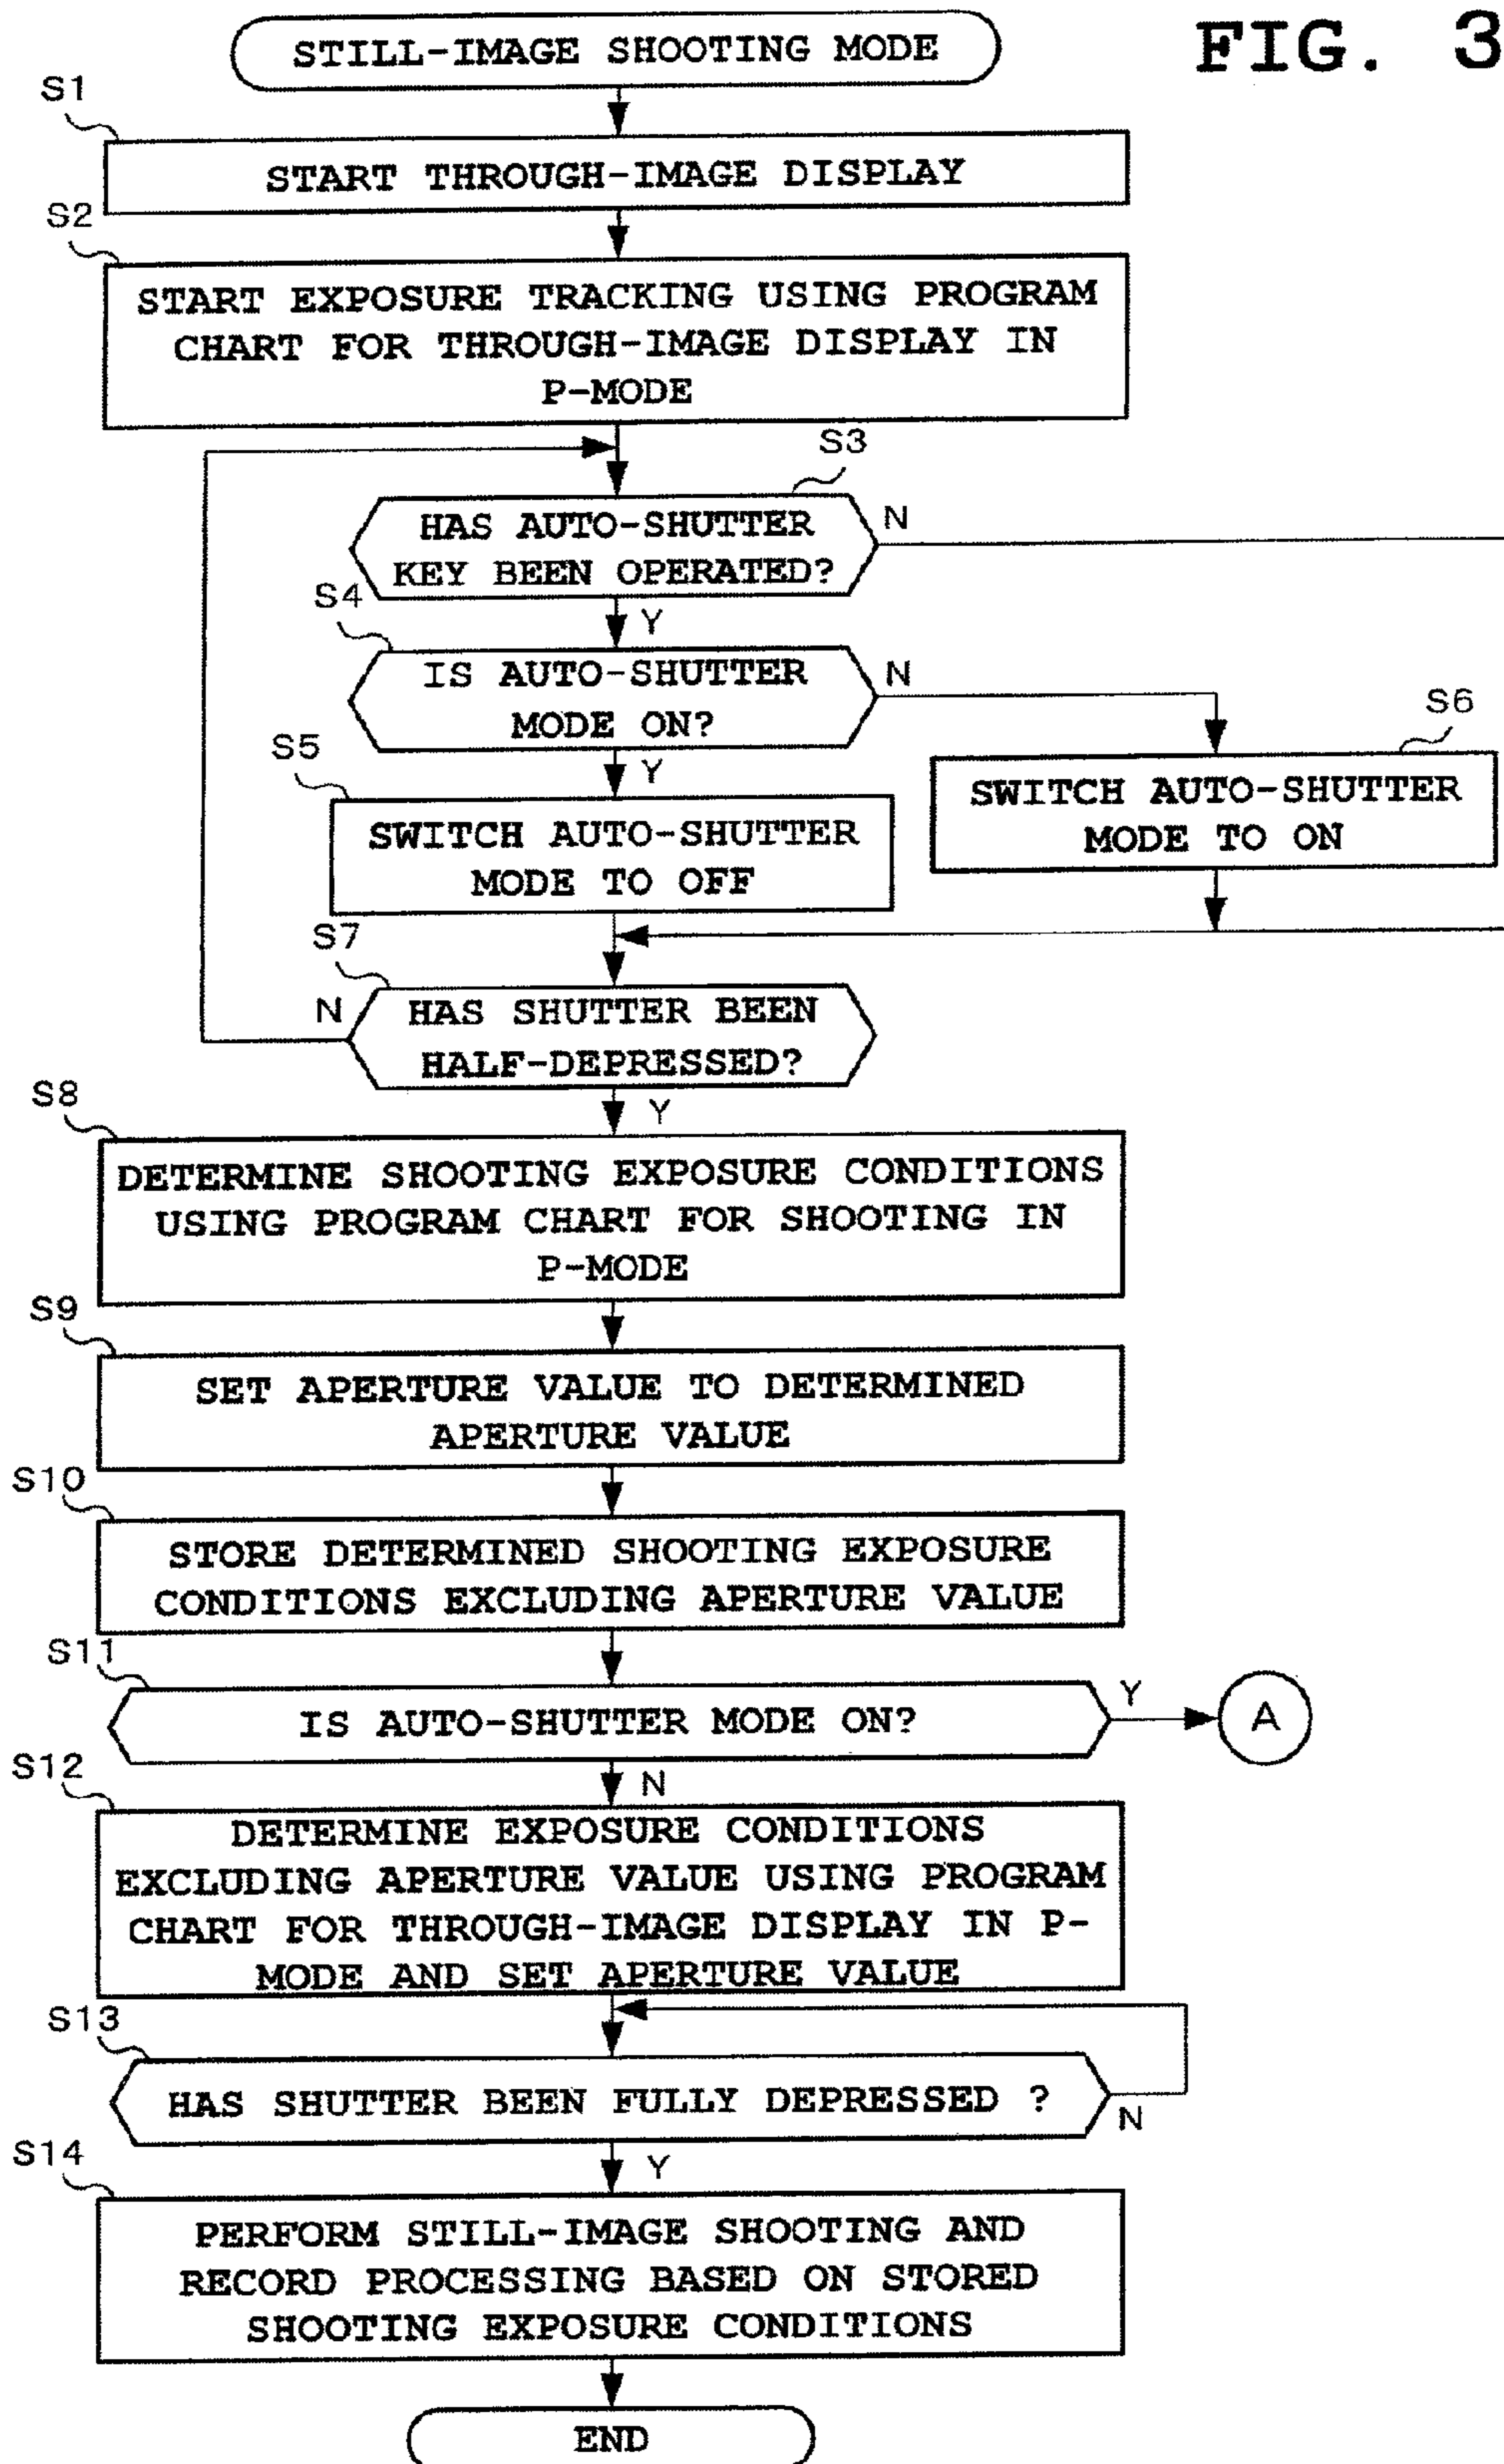 FIG. 3
STILL-IMAGE SHOOTING MODE
S1
START THROUGH-IMAGE DISPLAY
S2
START EXPOSURE TRACKING USING PROGRAM
CHART FOR THROUGH-IMAGE DISPLAY IN
P-MODE
S3
HAS AUTO-SHUTTER
KEY BEEN OPERATED?
N
Y
S4
IS AUTO-SHUTTER
MODE ON?
N
Y
S5
SWITCH AUTO-SHUTTER
MODE TO OFF
S6
SWITCH AUTO-SHUTTER
MODE TO ON
S7
HAS SHUTTER BEEN
HALF-DEPRESSED?
N
Y
S8
DETERMINE SHOOTING EXPOSURE CONDITIONS
USING PROGRAM CHART FOR SHOOTING IN
P-MODE
S9
SET APERTURE VALUE TO DETERMINED
APERTURE VALUE
S10
STORE DETERMINED SHOOTING EXPOSURE
CONDITIONS EXCLUDING APERTURE VALUE
S11
IS AUTO-SHUTTER MODE ON?
Y
A
N
S12
DETERMINE EXPOSURE CONDITIONS
EXCLUDING APERTURE VALUE USING PROGRAM
CHART FOR THROUGH-IMAGE DISPLAY IN P-
MODE AND SET APERTURE VALUE
S13
HAS SHUTTER BEEN FULLY DEPRESSED ?
N
Y
S14
PERFORM STILL-IMAGE SHOOTING AND
RECORD PROCESSING BASED ON STORED
SHOOTING EXPOSURE CONDITIONS
END